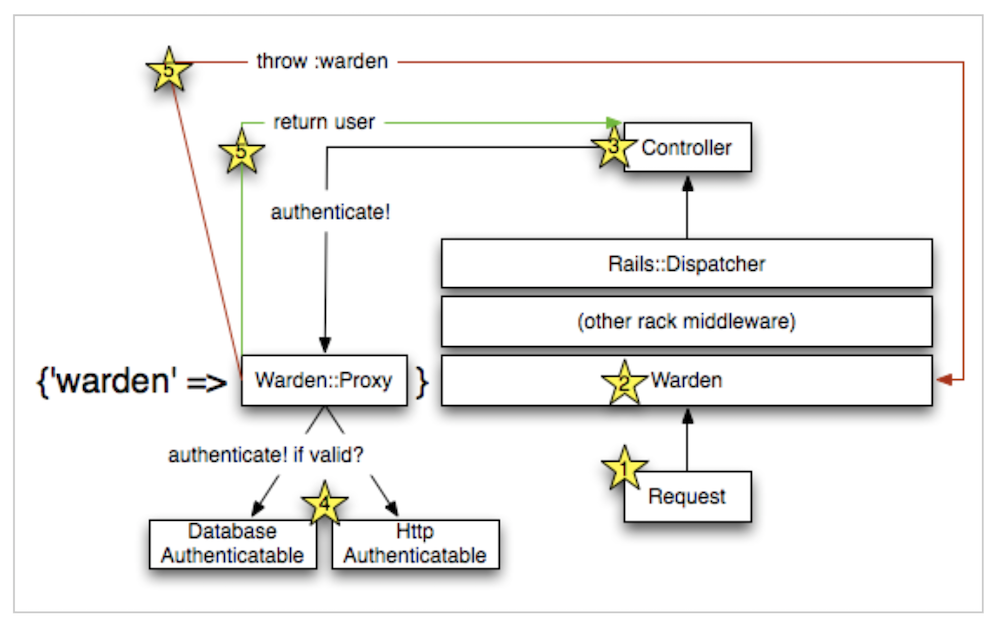 5
throw :warden
return user
5
3
Controller
authenticate!
Rails::Dispatcher
(other rack middleware)
{'warden' =>
Warden::Proxy
}
2
Warden
authenticate! if valid?
1
Request
4
Database
Authenticatable
Http
Authenticatable